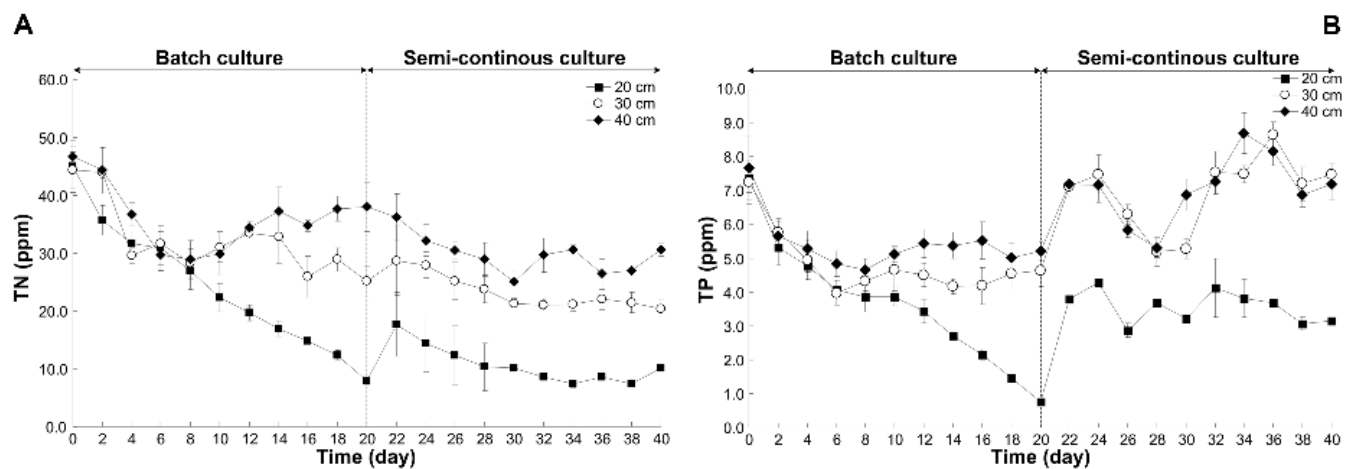 A
Batch culture Semi-continous culture
60.0
50.0
40.0
30.0
20.0
10.0
0.0
TN (ppm)
20 cm
30 cm
40 cm
0 2 4 6 8 10 12 14 16 18 20 22 24 26 28 30 32 34 36 38 40
Time (day)
B
Batch culture Semi-continous culture
10.0
9.0
8.0
7.0
6.0
5.0
4.0
3.0
2.0
1.0
0.0
TP (ppm)
20 cm
30 cm
40 cm
0 2 4 6 8 10 12 14 16 18 20 22 24 26 28 30 32 34 36 38 40
Time (day)